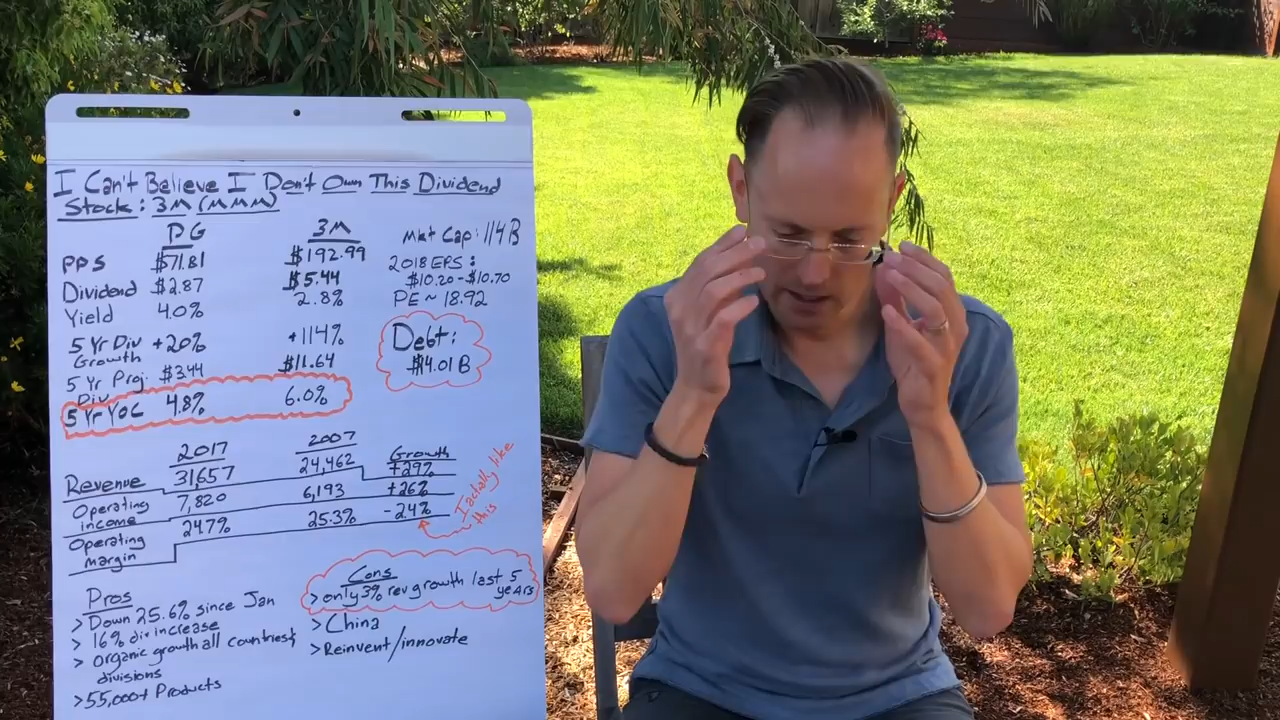 I Can't Believe I Don't Own This Dividend
Stock: 3M (MMM)
PG 3M
PPS $71.81 $192.99
Dividend $2.87 $5.44
Yield 4.0% 2.8%
5 Yr Div Growth +20% +114%
5 Yr Proj. Div $3.44 $11.64
5 Yr YOC 4.8% 6.0%
Mkt Cap: 114B
2018 EPS:
$10.20-$10.70
PE ~ 18.92
Debt:
$14.01 B
2017 2007 Growth
Revenue 31,657 24,462 +29%
Operating income 7,820 6,193 +26%
Operating margin 24.7% 25.3% -2.4%
I actually like this
Pros
> Down 25.6% since Jan
> 16% div increase
> organic growth all countries &
divisions
> 55,000+ Products
Cons
> only 3% rev growth last 5
years
> China
> Reinvent/innovate